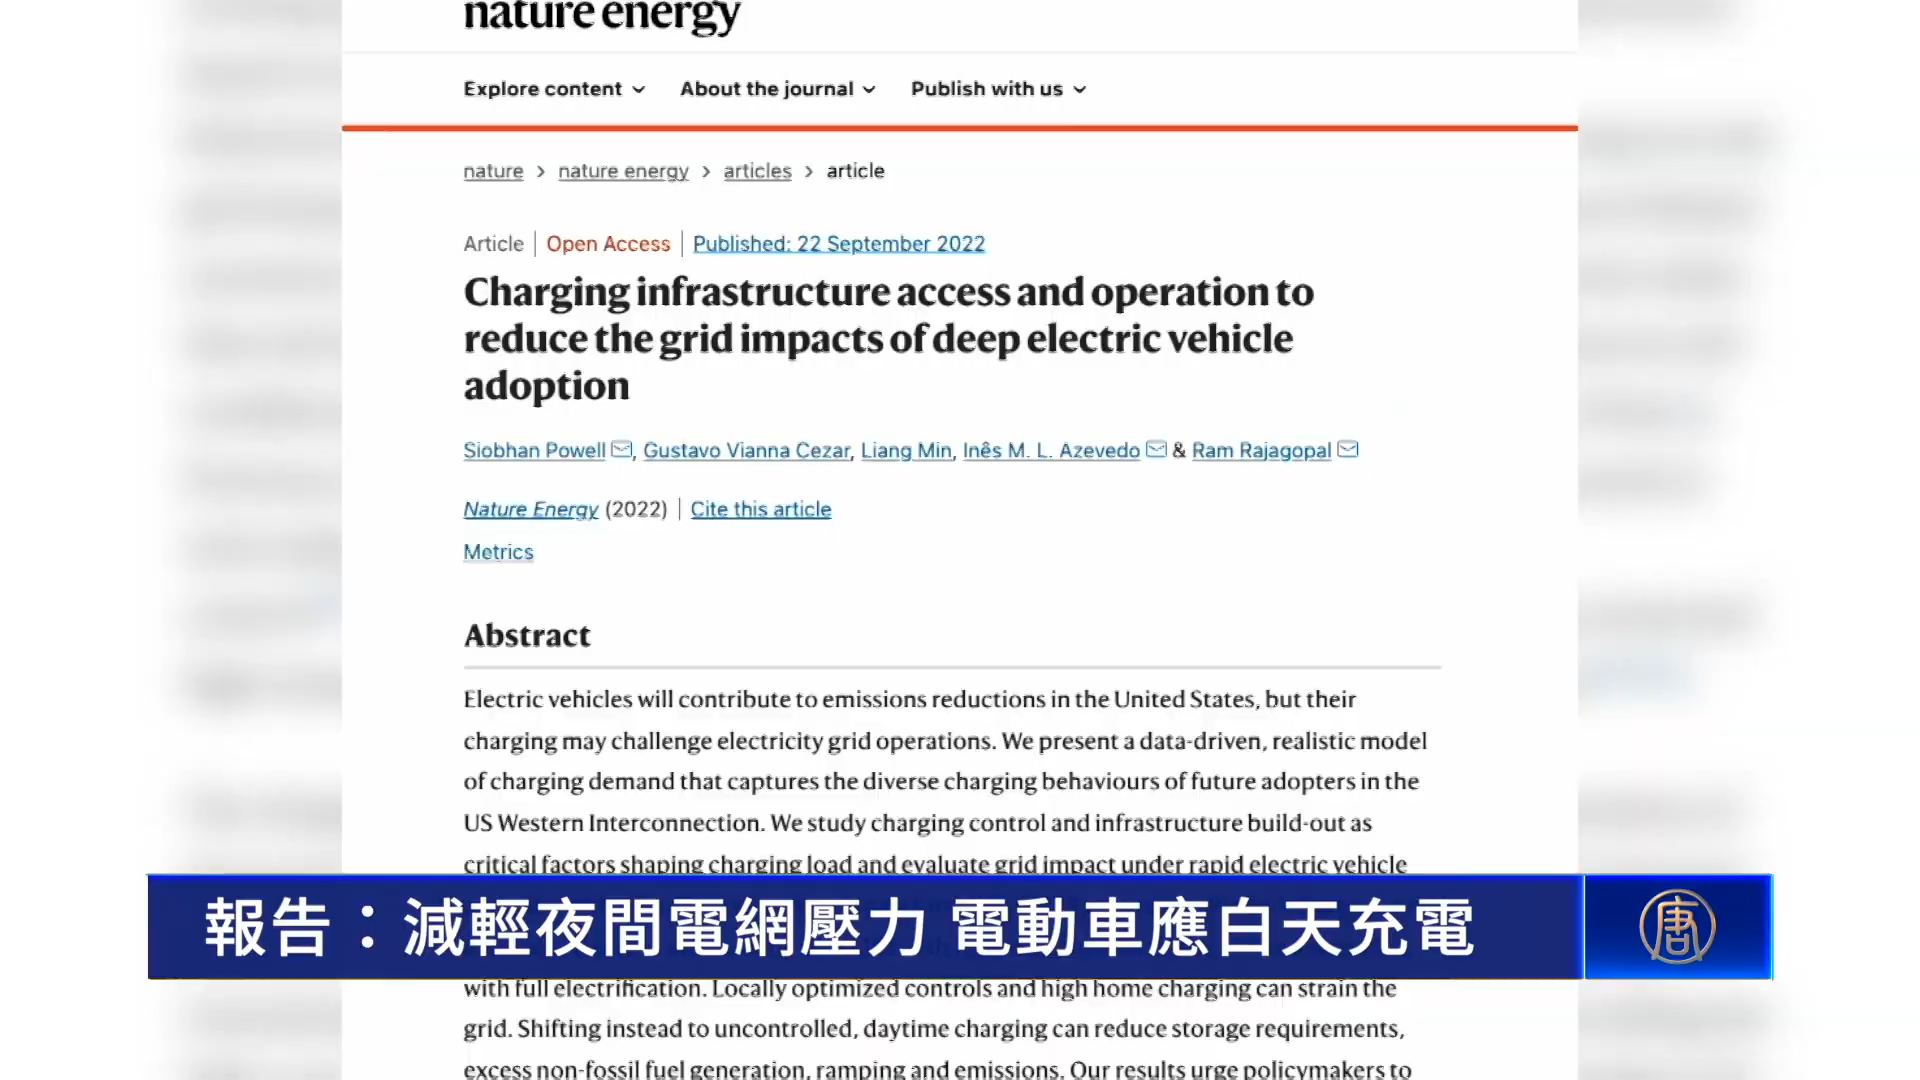 nature energy
Explore content
About the journal
Publish with us
nature > nature energy > articles > article
Article | Open Access | Published: 22 September 2022
Charging infrastructure access and operation to
reduce the grid impacts of deep electric vehicle
adoption
Siobhan Powell, Gustavo Vianna Cezar, Liang Min, Inês M. L. Azevedo & Ram Rajagopal
Nature Energy (2022) | Cite this article
Metrics
Abstract
Electric vehicles will contribute to emissions reductions in the United States, but their
charging may challenge electricity grid operations. We present a data-driven, realistic model
of charging demand that captures the diverse charging behaviours of future adopters in the
US Western Interconnection. We study charging control and infrastructure build-out as
critical factors shaping charging load and evaluate grid impact under rapid electric vehicle
報告：減輕夜間電網壓力 電動車應白天充電
唐
with full electrification. Locally optimized controls and high home charging can strain the
grid. Shifting instead to uncontrolled, daytime charging can reduce storage requirements,
excess non-fossil fuel generation, ramping and emissions. Our results urge policymakers to